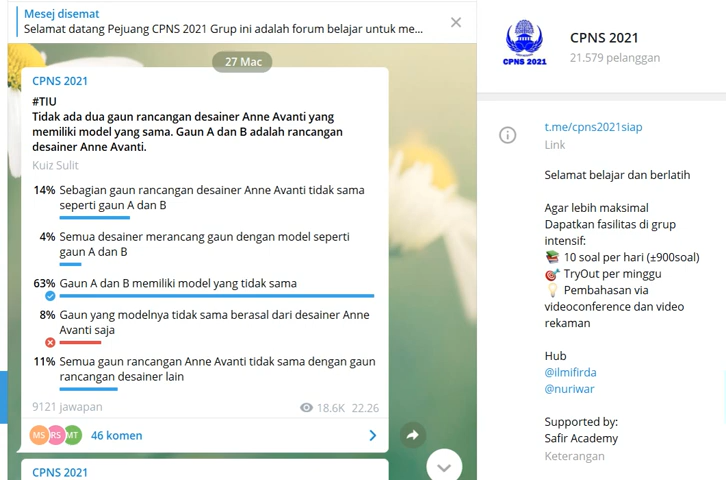 Mesej disemat
Selamat datang Pejuang CPNS 2021 Grup ini adalah forum belajar untuk me...
27 Mac
CPNS 2021
#TIU
Tidak ada dua gaun rancangan desainer Anne Avanti yang
memiliki model yang sama. Gaun A dan B adalah rancangan
desainer Anne Avanti.
Kuiz Sulit
14% Sebagian gaun rancangan desainer Anne Avanti tidak sama
seperti gaun A dan B
4% Semua desainer merancang gaun dengan model seperti
gaun A dan B
63% Gaun A dan B memiliki model yang tidak sama
8% Gaun yang modelnya tidak sama berasal dari desainer Anne
Avanti saja
11% Semua gaun rancangan Anne Avanti tidak sama dengan gaun
rancangan desainer lain
9121 jawapan
18.6K 22.26
MS RS MT 46 komen
CPNS 2021
CPNS 2021
CPNS 2021
21.579 pelanggan
t.me/cpns2021siap
Link
Selamat belajar dan berlatih
Agar lebih maksimal
Dapatkan fasilitas di grup
intensif:
📚 10 soal per hari (±900soal)
🎯 TryOut per minggu
💡 Pembahasan via
videoconference dan video
rekaman
Hub
@ilmifirda
@nuriwar
Supported by:
Safir Academy
Keterangan